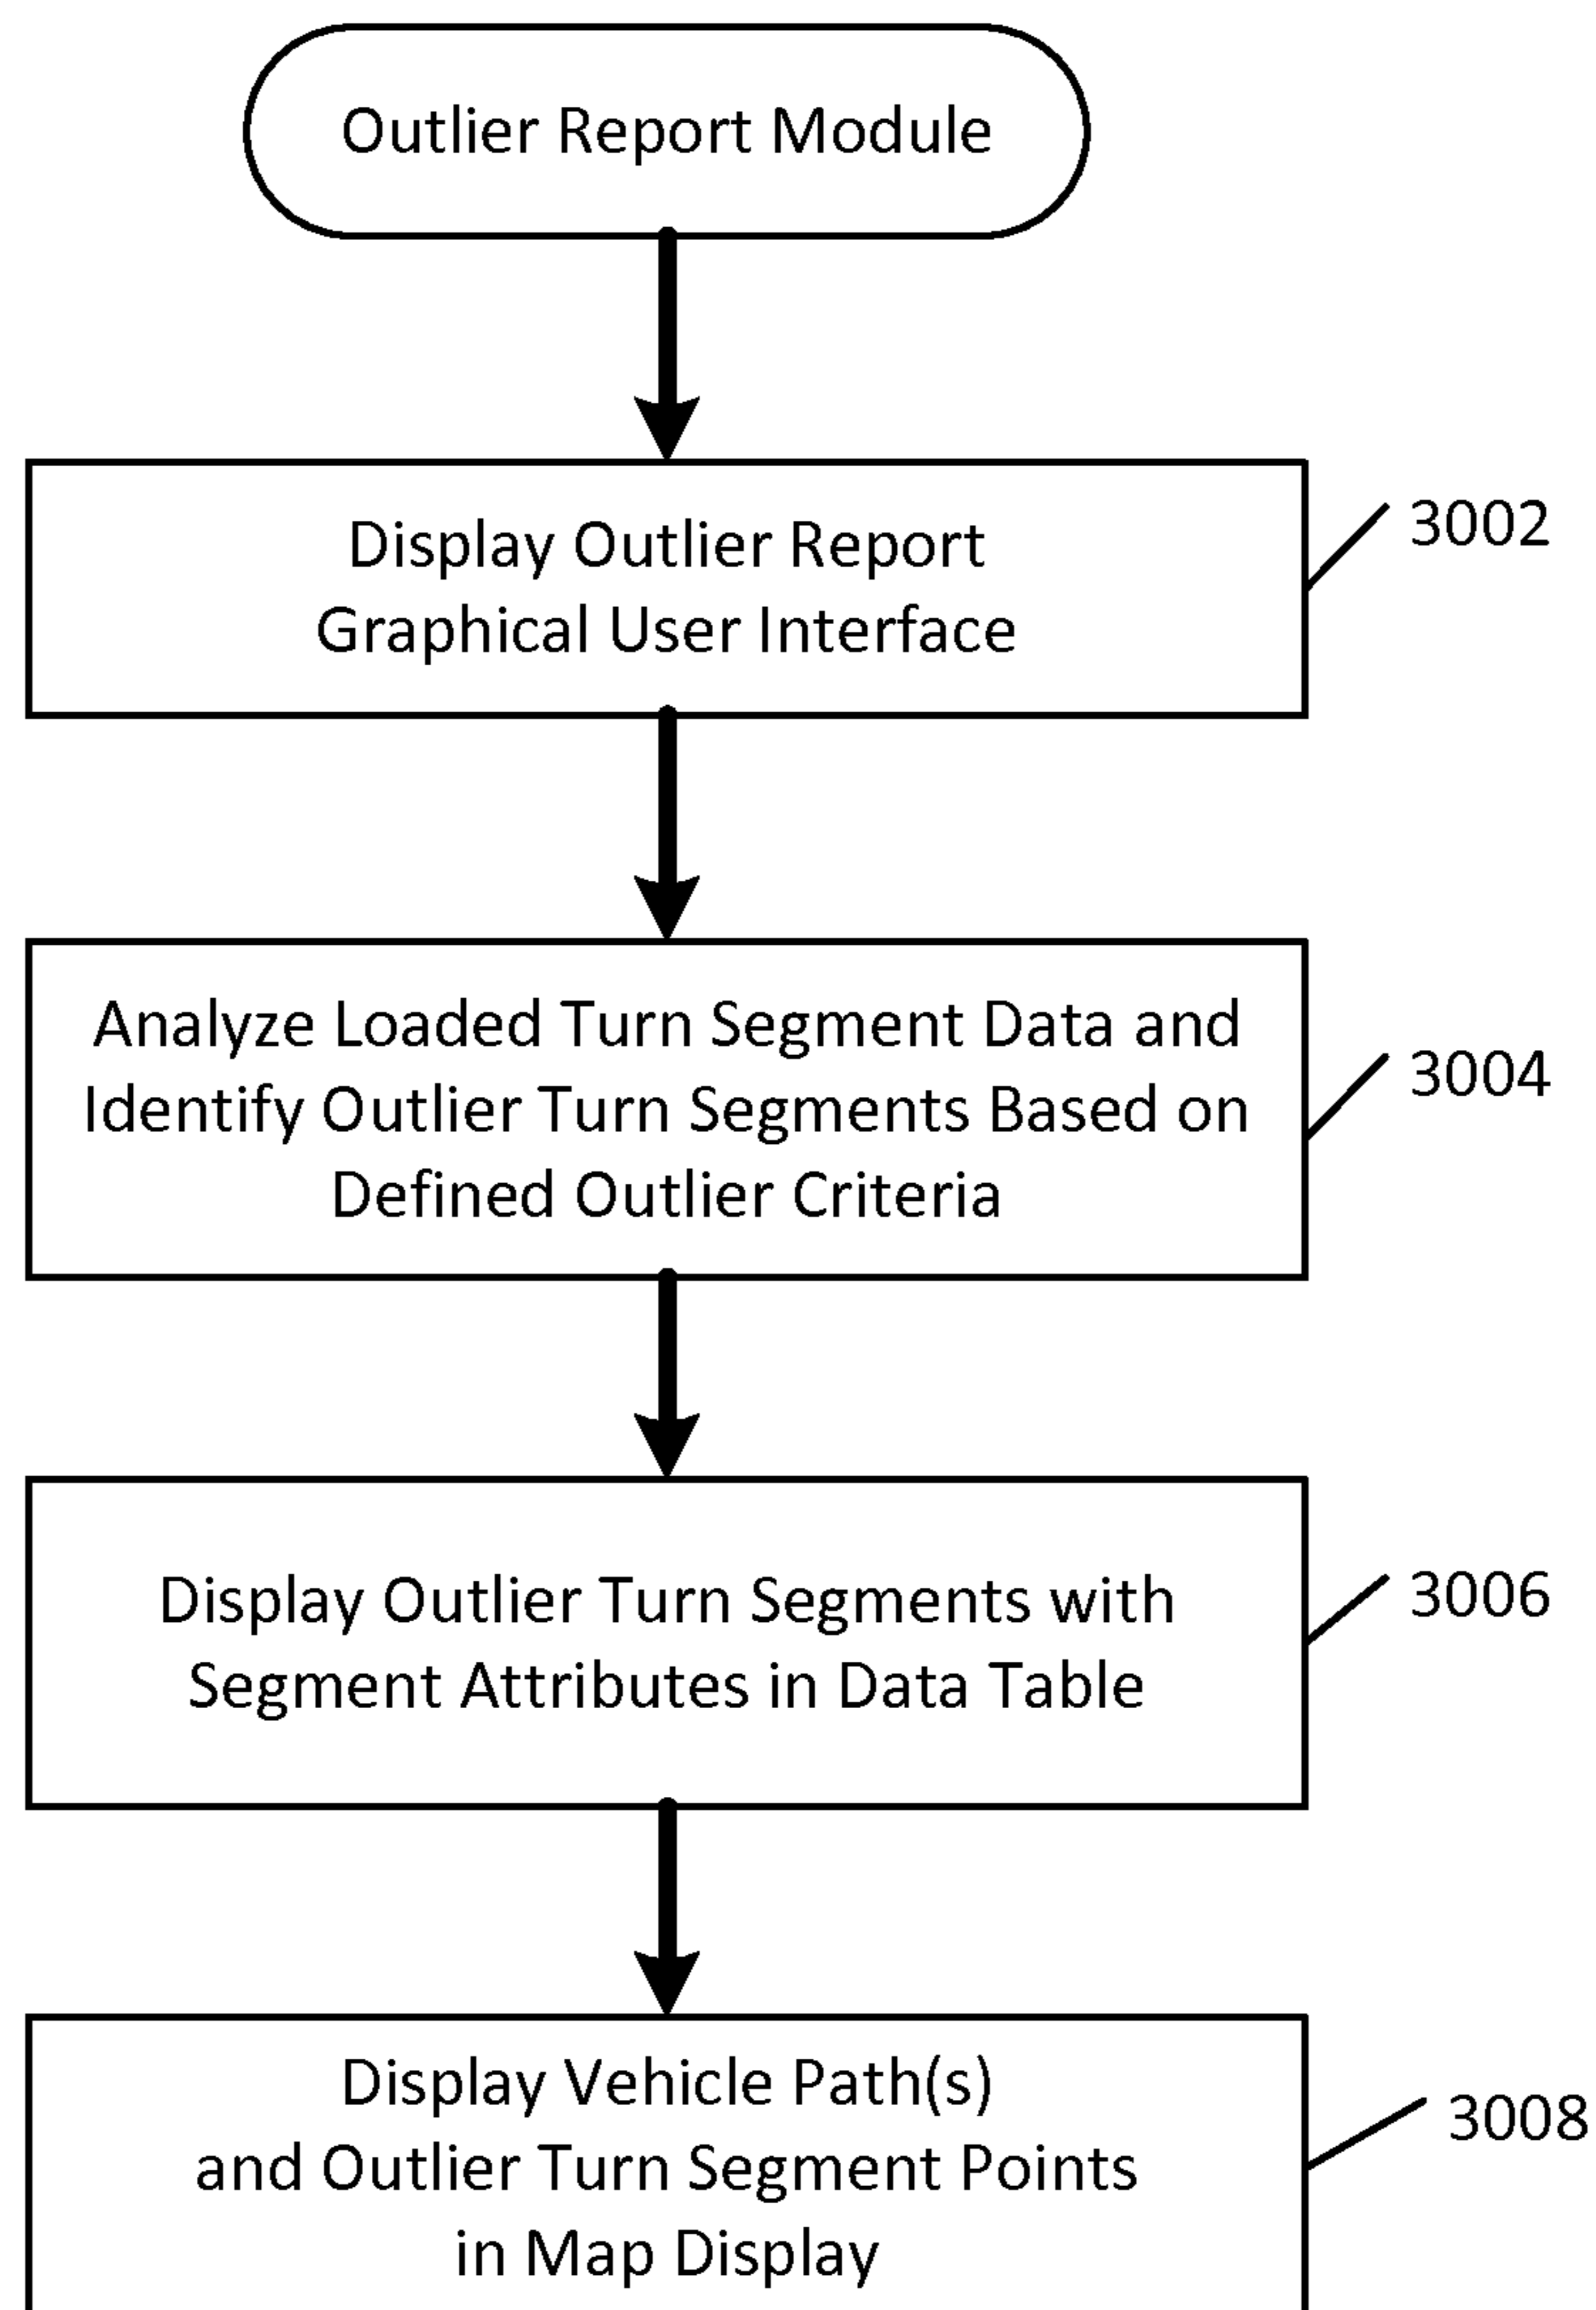 Outlier Report Module
Display Outlier Report
Graphical User Interface
3002
Analyze Loaded Turn Segment Data and
Identify Outlier Turn Segments Based on
Defined Outlier Criteria
3004
Display Outlier Turn Segments with
Segment Attributes in Data Table
3006
Display Vehicle Path(s)
and Outlier Turn Segment Points
in Map Display
3008